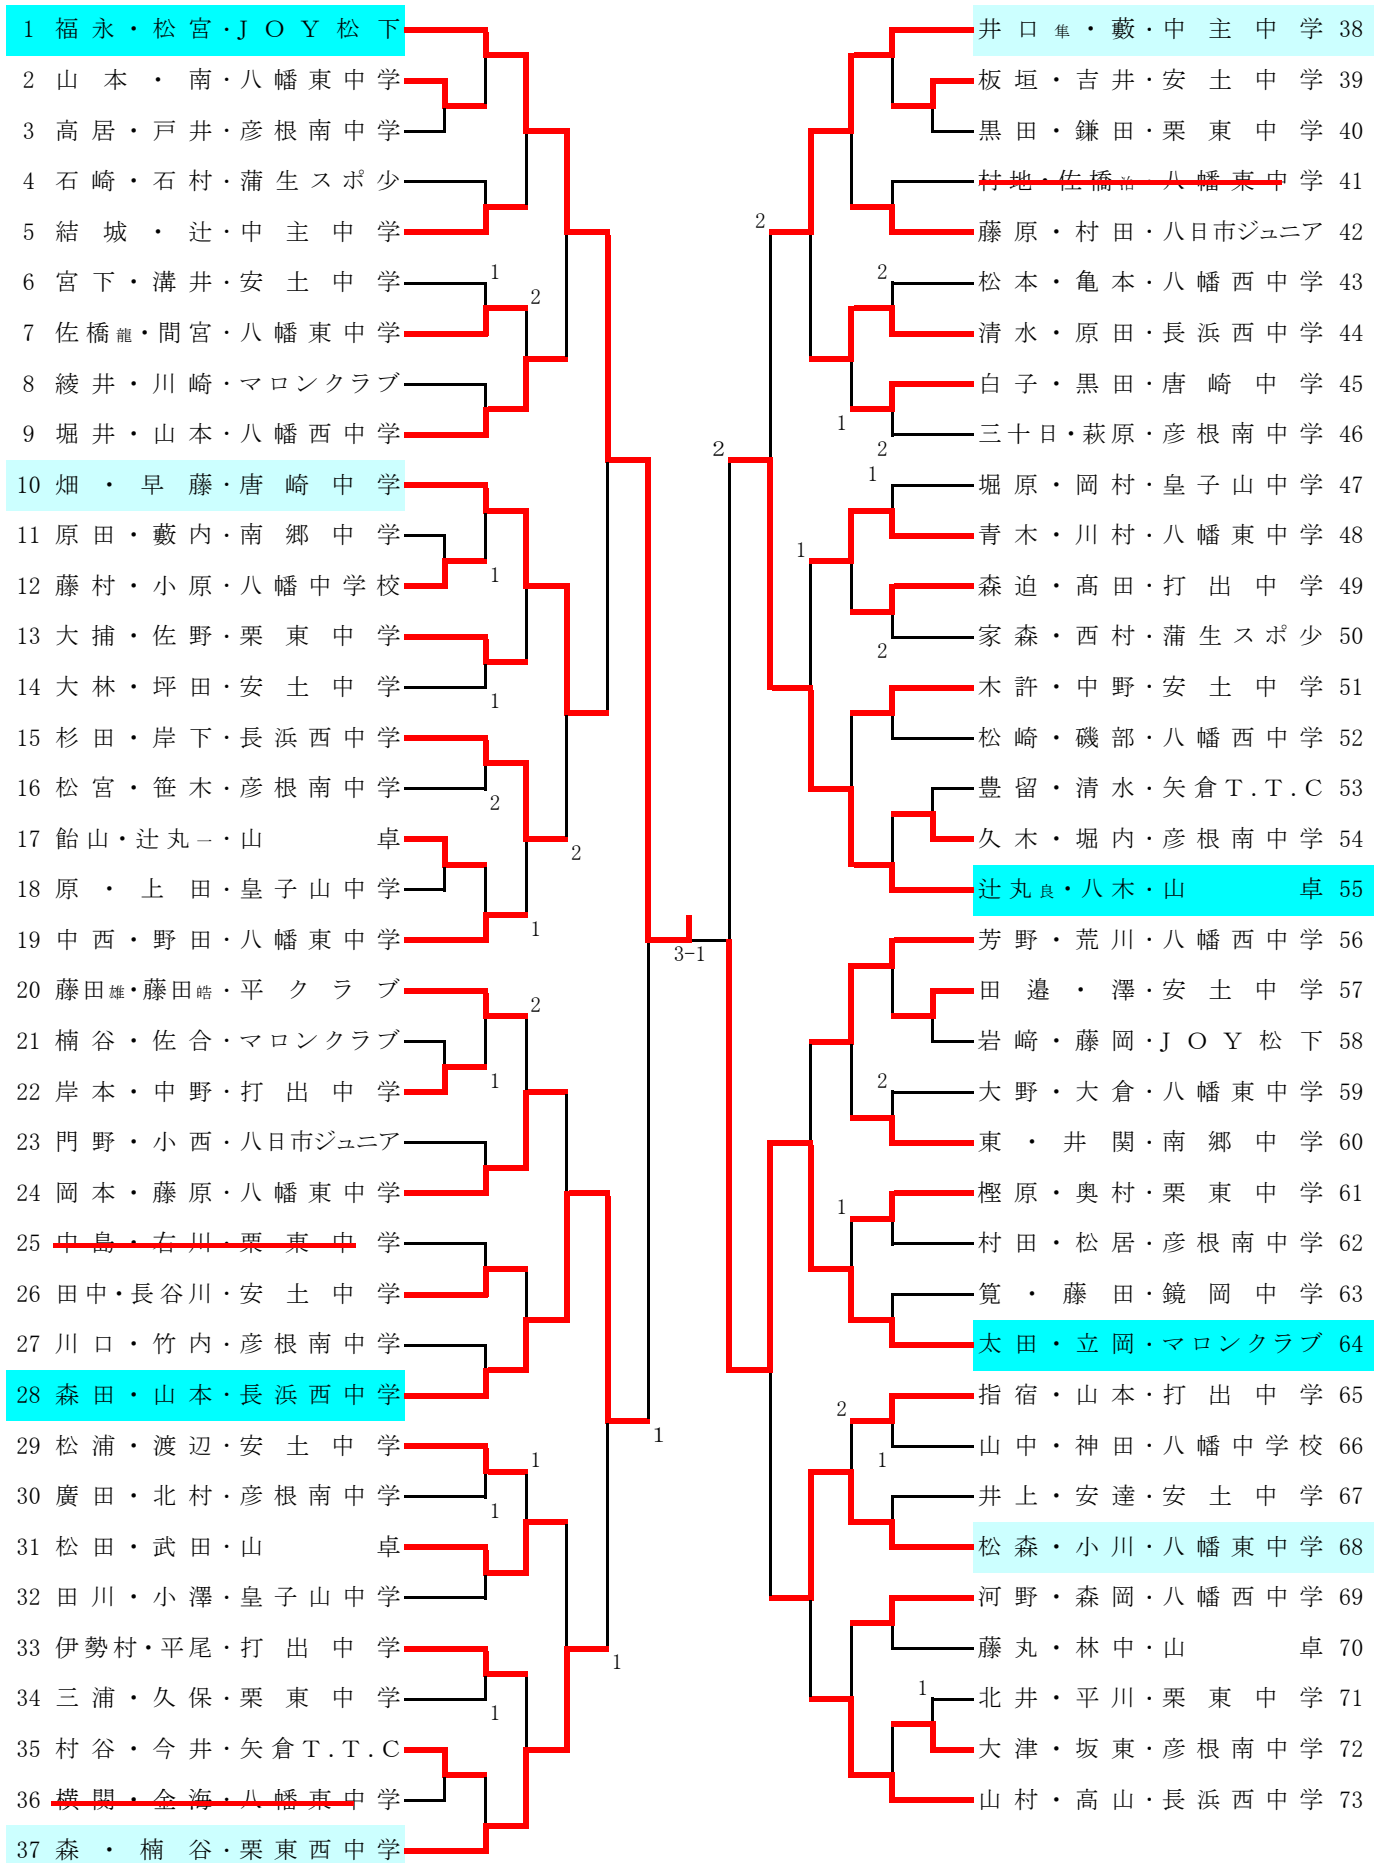 1 福永・松宮・JOY松下
2 山本・南・八幡東中学
3 高居・戸井・彦根南中学
4 石崎・石村・蒲生スポ少
5 結城・辻・中主中学
6 宮下・溝井・安土中学
1
2
7 佐橋龍・間宮・八幡東中学
8 綾井・川崎・マロンクラブ
9 堀井・山本・八幡西中学
10 畑・早藤・唐崎中学
11 原田・藪内・南郷中学
12 藤村・小原・八幡中学校
1
13 大捕・佐野・栗東中学
14 大林・坪田・安土中学
1
15 杉田・岸下・長浜西中学
16 松宮・笹木・彦根南中学
2
17 飴山・辻丸一・山卓
2
18 原・上田・皇子山中学
19 中西・野田・八幡東中学
1
20 藤田雄・藤田皓・平クラブ
2
21 楠谷・佐合・マロンクラブ
22 岸本・中野・打出中学
1
23 門野・小西・八日市ジュニア
24 岡本・藤原・八幡東中学
25 中島・右川・栗東中学
26 田中・長谷川・安土中学
27 川口・竹内・彦根南中学
28 森田・山本・長浜西中学
1
29 松浦・渡辺・安土中学
1
30 廣田・北村・彦根南中学
1
31 松田・武田・山卓
32 田川・小澤・皇子山中学
33 伊勢村・平尾・打出中学
1
34 三浦・久保・栗東中学
1
35 村谷・今井・矢倉T.T.C
36 横関・金海・八幡東中学
37 森・楠谷・栗東西中学
3-1
井口隼・藪・中主中学 38
板垣・吉井・安土中学 39
黒田・鎌田・栗東中学 40
村地・佐橋治・八幡東中学 41
2
藤原・村田・八日市ジュニア 42
2
松本・亀本・八幡西中学 43
清水・原田・長浜西中学 44
白子・黒田・唐崎中学 45
1
三十日・萩原・彦根南中学 46
2
2
1
堀原・岡村・皇子山中学 47
青木・川村・八幡東中学 48
1
森迫・髙田・打出中学 49
家森・西村・蒲生スポ少 50
2
木許・中野・安土中学 51
松崎・磯部・八幡西中学 52
豊留・清水・矢倉T.T.C 53
久木・堀内・彦根南中学 54
辻丸良・八木・山卓 55
芳野・荒川・八幡西中学 56
田邉・澤・安土中学 57
岩﨑・藤岡・JOY松下 58
2
大野・大倉・八幡東中学 59
東・井関・南郷中学 60
樫原・奥村・栗東中学 61
1
村田・松居・彦根南中学 62
筧・藤田・鏡岡中学 63
太田・立岡・マロンクラブ 64
指宿・山本・打出中学 65
2
山中・神田・八幡中学校 66
1
井上・安達・安土中学 67
松森・小川・八幡東中学 68
河野・森岡・八幡西中学 69
藤丸・林中・山卓 70
1
北井・平川・栗東中学 71
大津・坂東・彦根南中学 72
山村・高山・長浜西中学 73